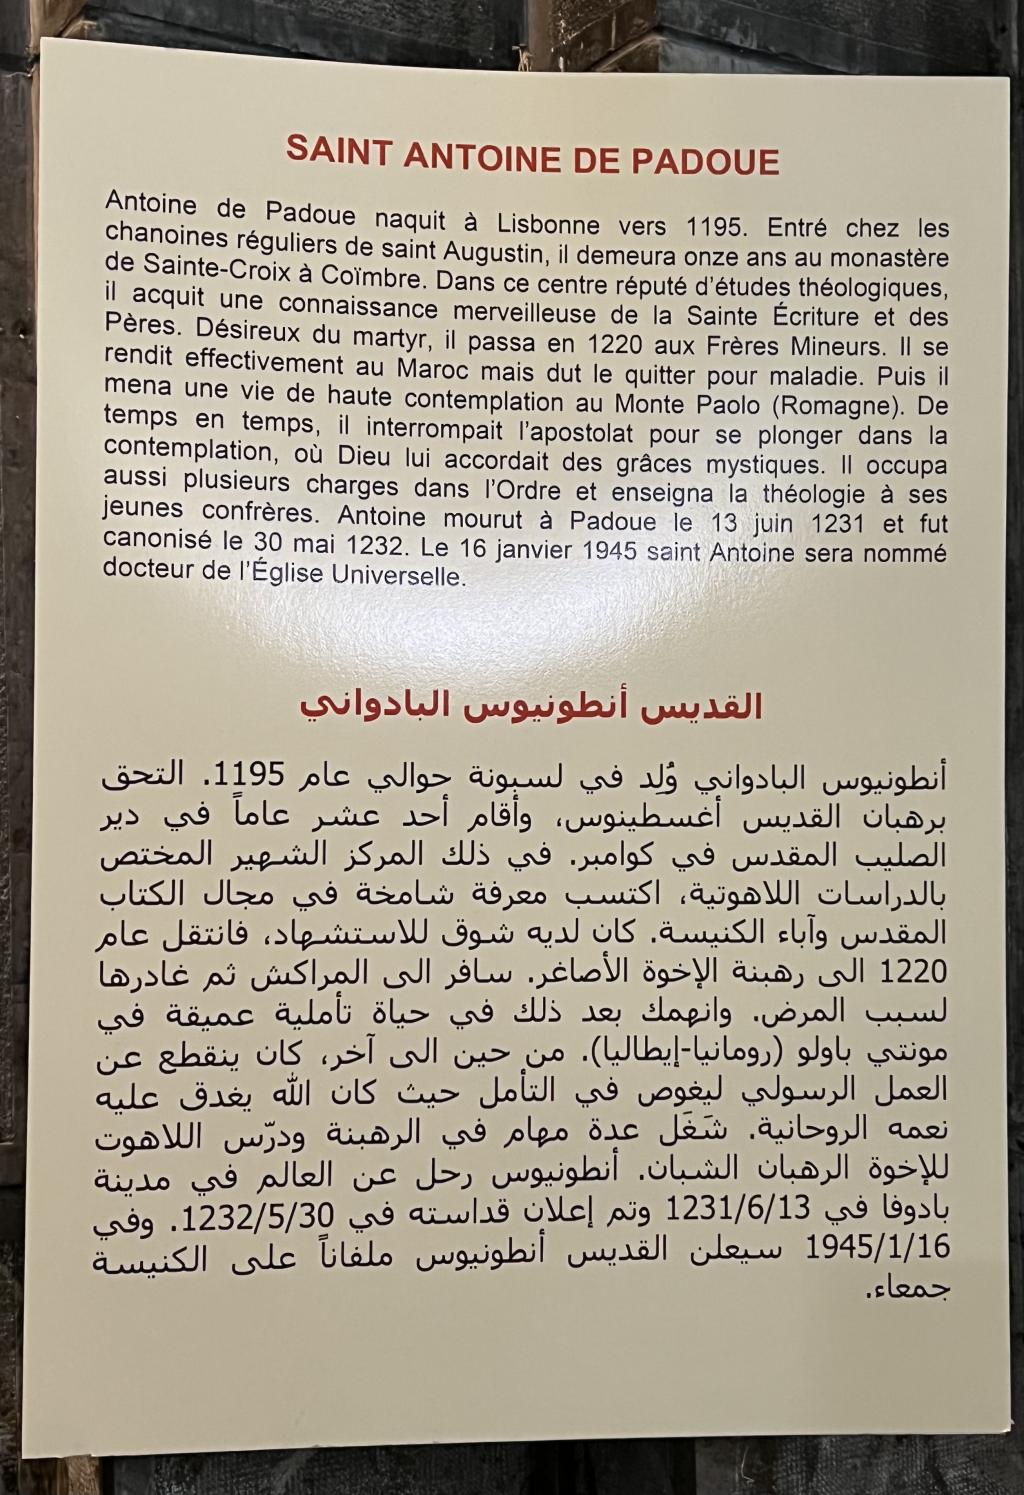 SAINT ANTOINE DE PADOUE
Antoine de Padoue naquit à Lisbonne vers 1195. Entré chez les
chanoines réguliers de saint Augustin, il demeura onze ans au monastère
de Sainte-Croix à Coïmbre. Dans ce centre réputé d'études théologiques,
il acquit une connaissance merveilleuse de la Sainte Écriture et des
Pères. Désireux du martyr, il passa en 1220 aux Frères Mineurs. Il se
rendit effectivement au Maroc mais dut le quitter pour maladie. Puis il
mena une vie de haute contemplation au Monte Paolo (Romagne). De
temps en temps, il interrompait l'apostolat pour se plonger dans la
contemplation, où Dieu lui accordait des grâces mystiques. Il occupa
aussi plusieurs charges dans l'Ordre et enseigna la théologie à ses
jeunes confrères. Antoine mourut à Padoue le 13 juin 1231 et fut
canonisé le 30 mai 1232. Le 16 janvier 1945 saint Antoine sera nommé
docteur de l'Église Universelle.
القديس أنطونيوس البادواني
أنطونيوس البادواني وُلِد في لسبونة حوالي عام 1195. التحق
برهبان القديس أغسطينوس، وأقام أحد عشر عاماً في دير
الصليب المقدس في كوامبر. في ذلك المركز الشهير المختص
بالدراسات اللاهوتية، اكتسب معرفة شامخة في مجال الكتاب
المقدس وآباء الكنيسة. كان لديه شوق للاستشهاد، فانتقل عام
1220 الى رهبنة الإخوة الأصاغر. سافر الى المراكش ثم غادرها
لسبب المرض. وانهمك بعد ذلك في حياة تأملية عميقة في
مونتي باولو (رومانيا-إيطاليا). من حين الى آخر، كان ينقطع عن
العمل الرسولي ليغوص في التأمل حيث كان الله يغدق عليه
نعمه الروحانية. شَغَل عدة مهام في الرهبنة ودرّس اللاهوت
للإخوة الرهبان الشبان. أنطونيوس رحل عن العالم في مدينة
بادوفا في 1231/6/13 وتم إعلان قداسته في 1232/5/30. وفي
1945/1/16 سيعلن القديس أنطونيوس ملفاناً على الكنيسة
جمعاء.